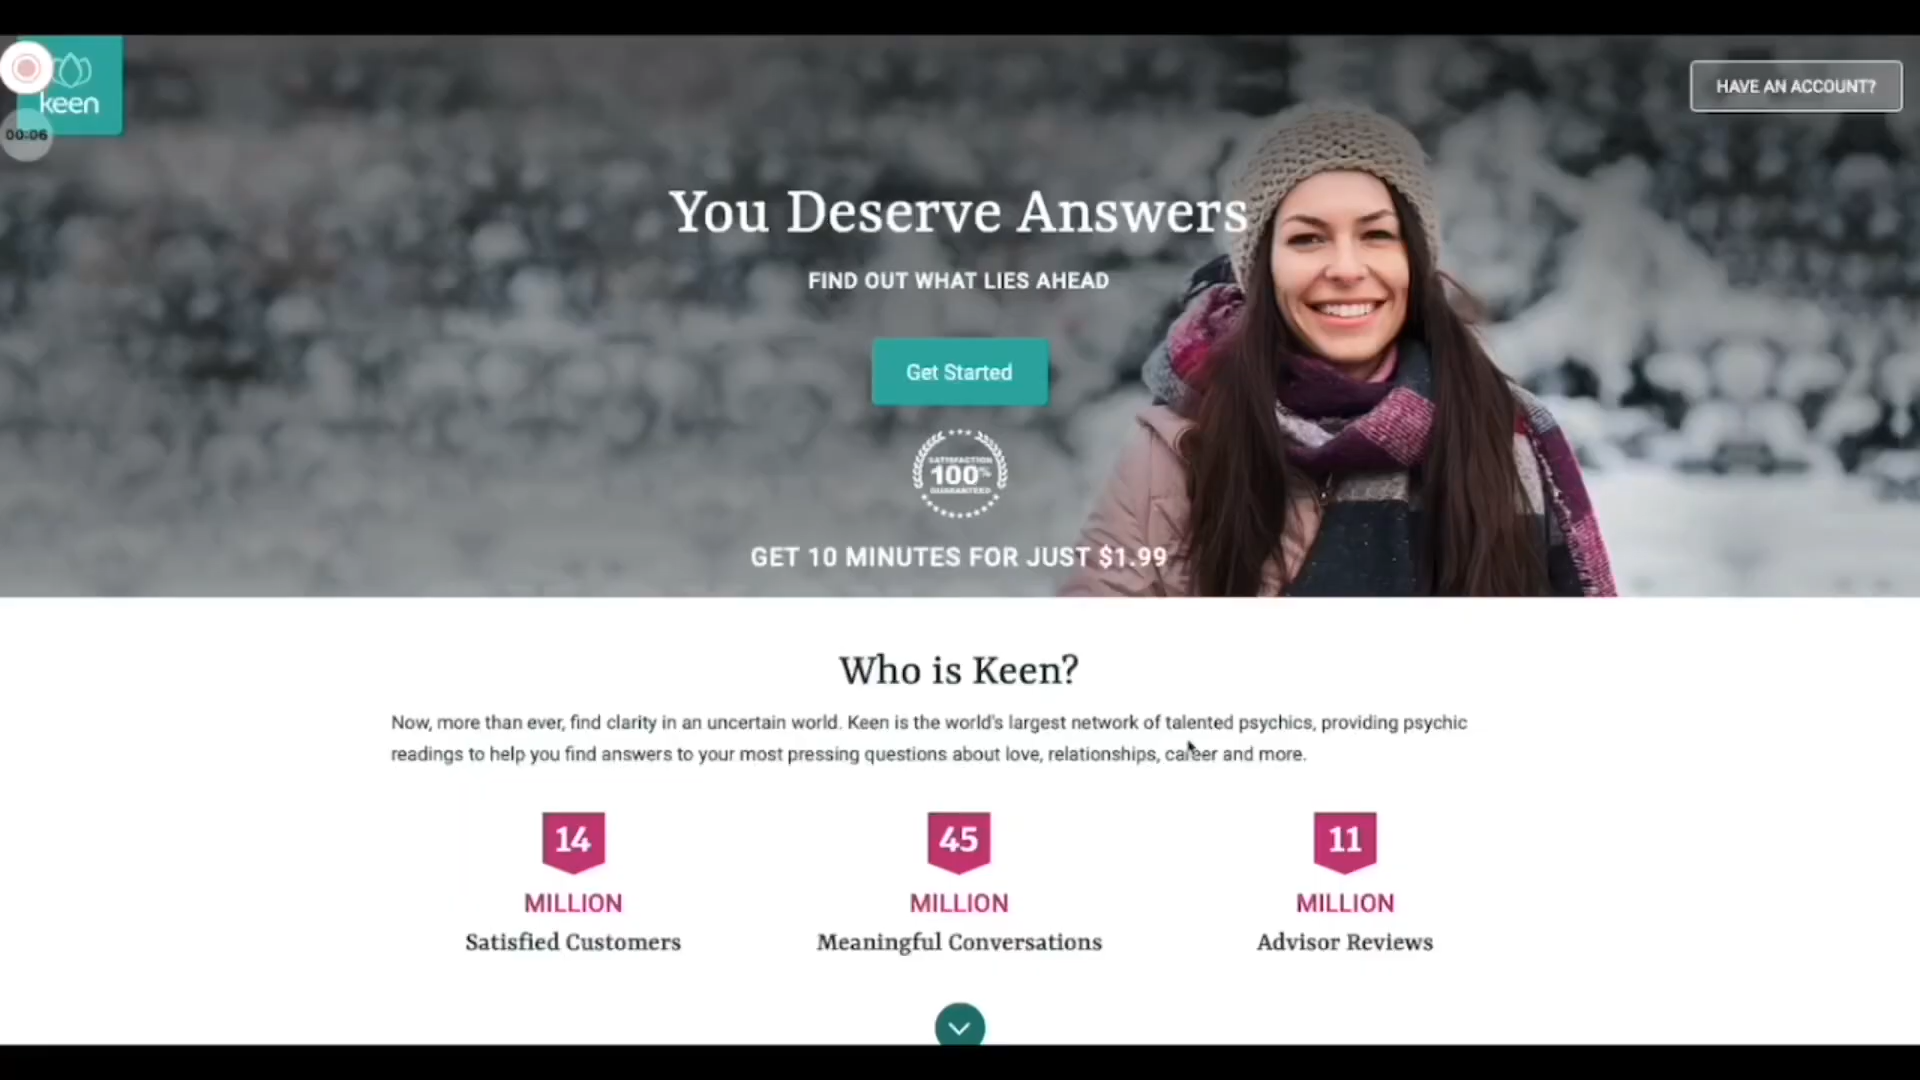 keen
00:06
HAVE AN ACCOUNT?
You Deserve Answers
FIND OUT WHAT LIES AHEAD
Get Started
SATISFACTION
100%
GUARANTEED
GET 10 MINUTES FOR JUST $1.99
Who is Keen?
Now, more than ever, find clarity in an uncertain world. Keen is the world's largest network of talented psychics, providing psychic
readings to help you find answers to your most pressing questions about love, relationships, career and more.
14
MILLION
Satisfied Customers
45
MILLION
Meaningful Conversations
11
MILLION
Advisor Reviews